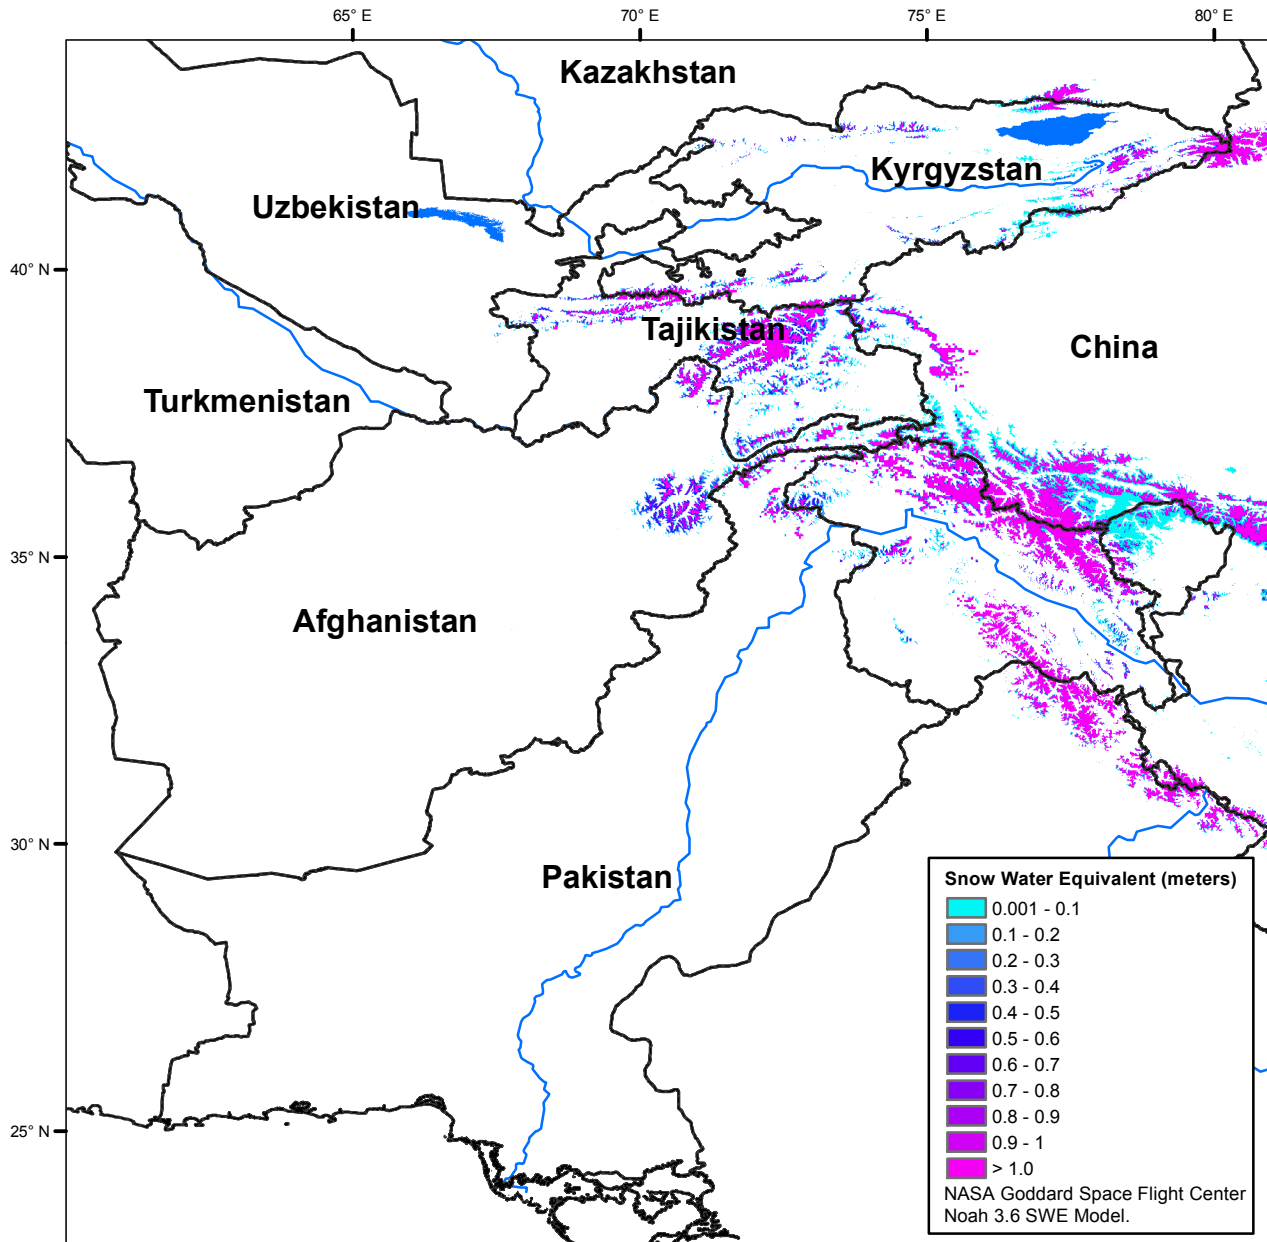 65° E
70° E
75° E
80° E
Kazakhstan
Kyrgyzstan
Uzbekistan
40° N
Tajikistan
China
Turkmenistan
35° N
Afghanistan
30° N
Pakistan
Snow Water Equivalent (meters)
0.001 - 0.1
0.1 - 0.2
0.2 - 0.3
0.3 - 0.4
0.4 - 0.5
0.5 - 0.6
0.6 - 0.7
0.7 - 0.8
0.8 - 0.9
0.9 - 1
> 1.0
NASA Goddard Space Flight Center
Noah 3.6 SWE Model.
25° N